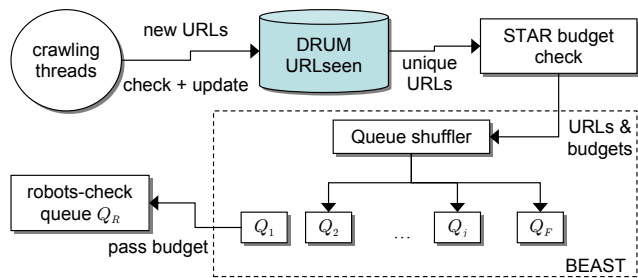 crawling
threads
new URLs
check + update
DRUM
URLseen
unique
URLs
STAR budget
check
URLs &
budgets
Queue shuffler
robots-check
queue Q_R
pass budget
Q_1
Q_2
...
Q_j
Q_F
BEAST